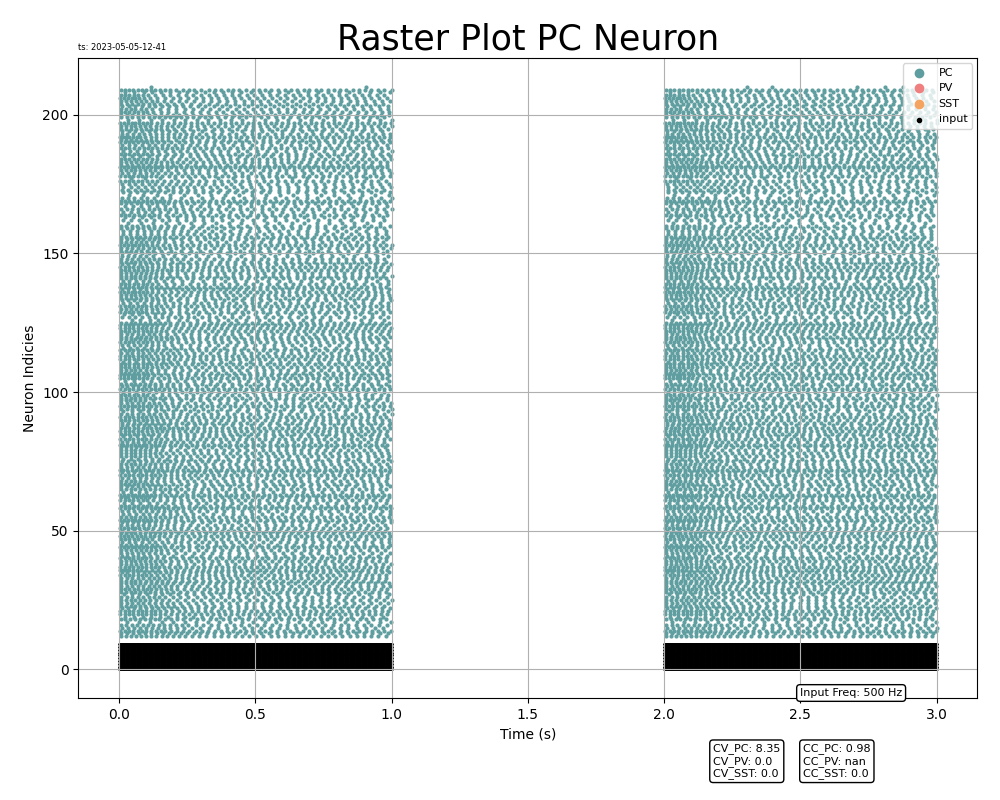 Raster Plot PC Neuron
ts: 2023-05-05-12-41
PC
PV
SST
input
200
150
100
50
0
Neuron Indicies
0.0 0.5 1.0 1.5 2.0 2.5 3.0
Time (s)
Input Freq: 500 Hz
CV_PC: 8.35
CV_PV: 0.0
CV_SST: 0.0
CC_PC: 0.98
CC_PV: nan
CC_SST: 0.0